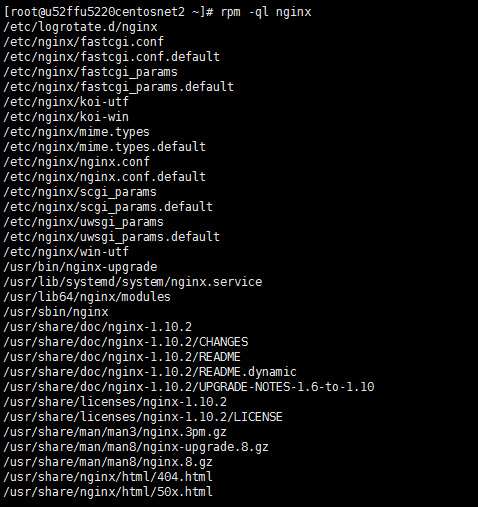 [root@u52ffu5220centosnet2 ~]# rpm -ql nginx
/etc/logrotate.d/nginx
/etc/nginx/fastcgi.conf
/etc/nginx/fastcgi.conf.default
/etc/nginx/fastcgi_params
/etc/nginx/fastcgi_params.default
/etc/nginx/koi-utf
/etc/nginx/koi-win
/etc/nginx/mime.types
/etc/nginx/mime.types.default
/etc/nginx/nginx.conf
/etc/nginx/nginx.conf.default
/etc/nginx/scgi_params
/etc/nginx/scgi_params.default
/etc/nginx/uwsgi_params
/etc/nginx/uwsgi_params.default
/etc/nginx/win-utf
/usr/bin/nginx-upgrade
/usr/lib/systemd/system/nginx.service
/usr/lib64/nginx/modules
/usr/sbin/nginx
/usr/share/doc/nginx-1.10.2
/usr/share/doc/nginx-1.10.2/CHANGES
/usr/share/doc/nginx-1.10.2/README
/usr/share/doc/nginx-1.10.2/README.dynamic
/usr/share/doc/nginx-1.10.2/UPGRADE-NOTES-1.6-to-1.10
/usr/share/licenses/nginx-1.10.2
/usr/share/licenses/nginx-1.10.2/LICENSE
/usr/share/man/man3/nginx.3pm.gz
/usr/share/man/man8/nginx-upgrade.8.gz
/usr/share/man/man8/nginx.8.gz
/usr/share/nginx/html/404.html
/usr/share/nginx/html/50x.html